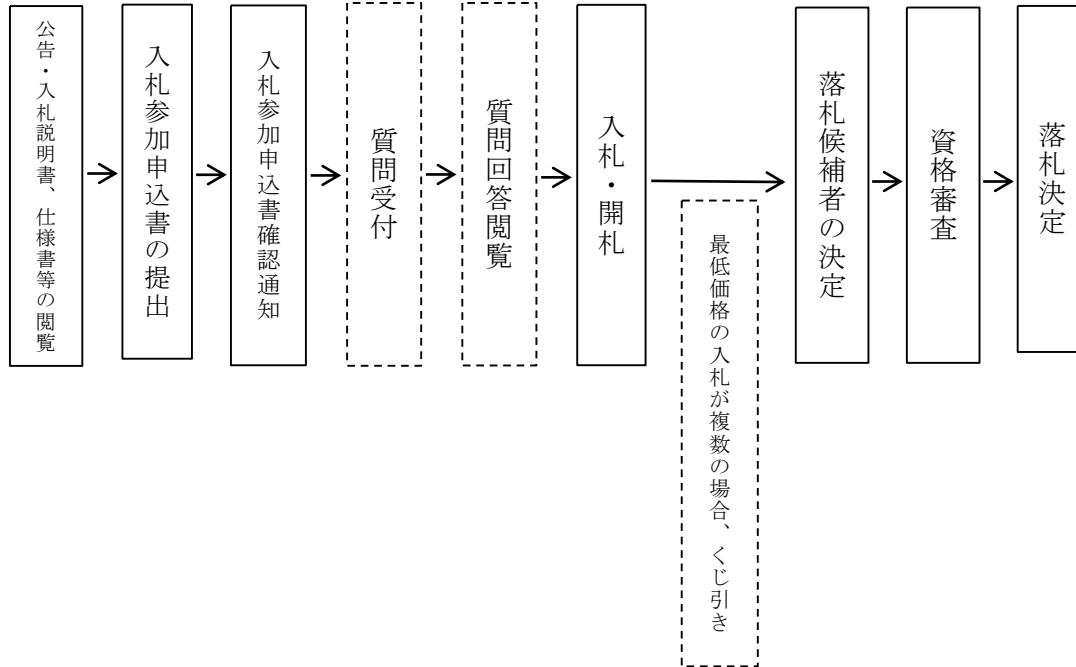 公告・入札説明書、仕様書等の閲覧
入札参加申込書の提出
入札参加申込書確認通知
質問受付
質問回答閲覧
入札・開札
最低価格の入札が複数の場合、くじ引き
落札候補者の決定
資格審査
落札決定